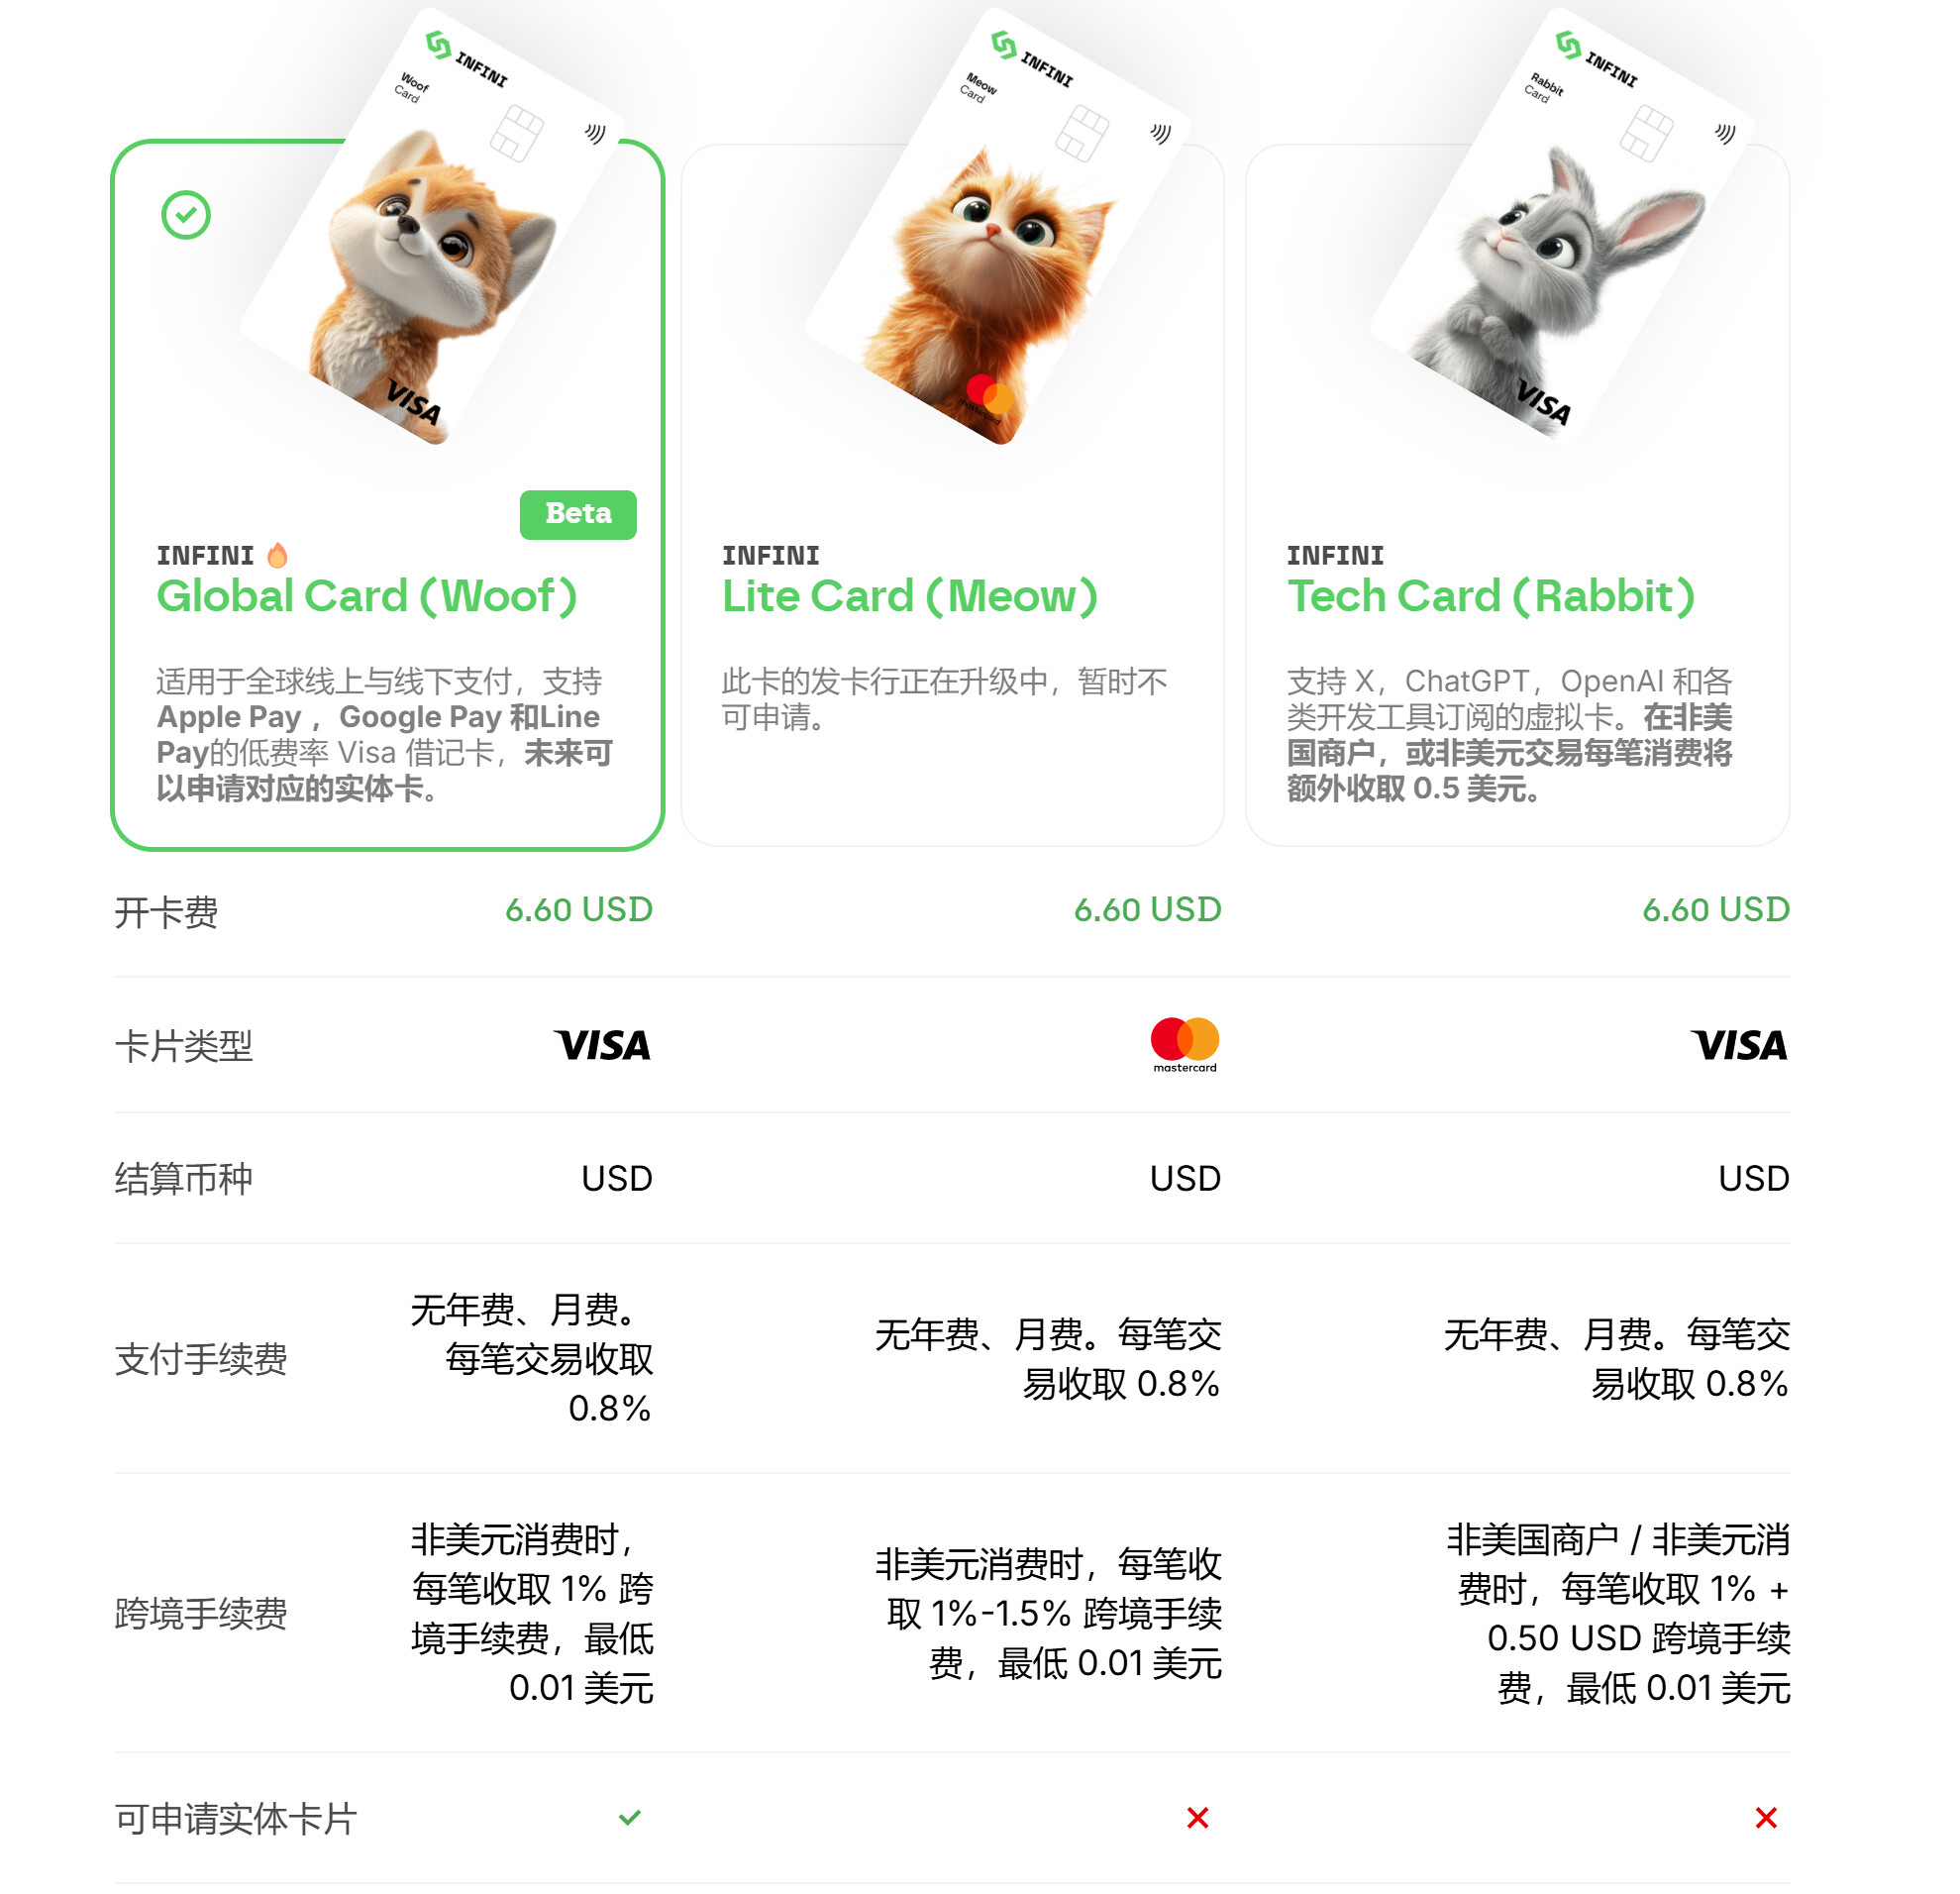 INFINI
Woof
Card
VISA
INFINI
Meow
Card
mastercard
INFINI
Rabbit
Card
VISA
Beta
INFINI
Global Card (Woof)
适用于全球线上与线下支付，支持
Apple Pay ，Google Pay 和Line
Pay的低费率 Visa 借记卡，未来可
以申请对应的实体卡。
INFINI
Lite Card (Meow)
此卡的发卡行正在升级中，暂时不
可申请。
INFINI
Tech Card (Rabbit)
支持 X，ChatGPT，OpenAI 和各
类开发工具订阅的虚拟卡。在非美
国商户，或非美元交易每笔消费将
额外收取 0.5 美元。
开卡费
6.60 USD
6.60 USD
6.60 USD
卡片类型
VISA
mastercard
VISA
结算币种
USD
USD
USD
支付手续费
无年费、月费。
每笔交易收取
0.8%
无年费、月费。每笔交
易收取 0.8%
无年费、月费。每笔交
易收取 0.8%
跨境手续费
非美元消费时，
每笔收取 1% 跨
境手续费，最低
0.01 美元
非美元消费时，每笔收
取 1%-1.5% 跨境手续
费，最低 0.01 美元
非美国商户 / 非美元消
费时，每笔收取 1% +
0.50 USD 跨境手续
费，最低 0.01 美元
可申请实体卡片